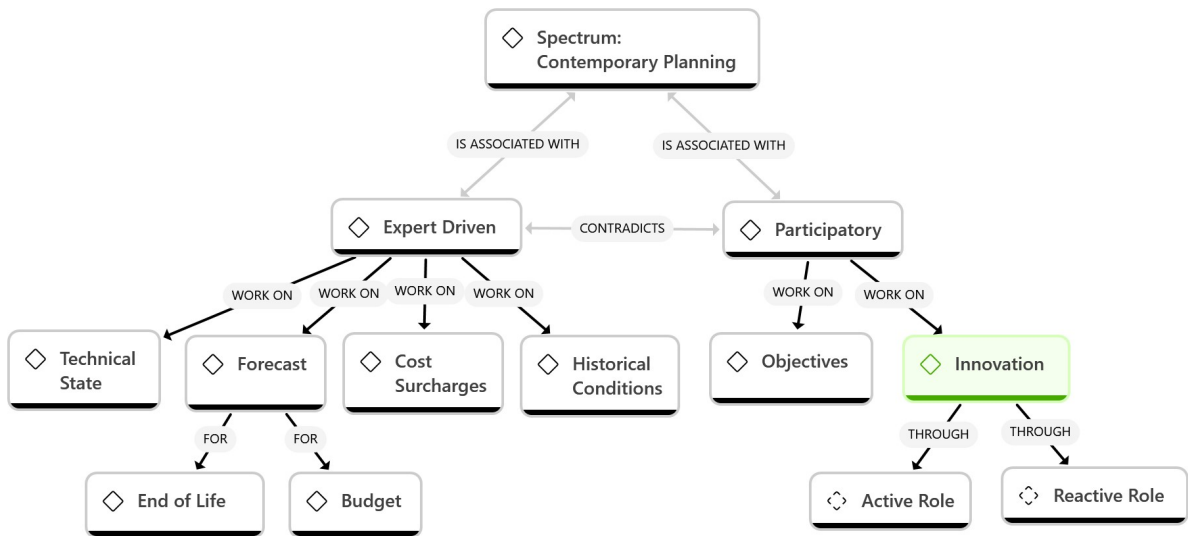 Spectrum:
Contemporary Planning
IS ASSOCIATED WITH
IS ASSOCIATED WITH
Expert Driven
CONTRADICTS
Participatory
WORK ON
WORK ON
WORK ON
WORK ON
WORK ON
WORK ON
Technical
State
Forecast
Cost
Surcharges
Historical
Conditions
Objectives
Innovation
FOR
FOR
THROUGH
THROUGH
End of Life
Budget
Active Role
Reactive Role